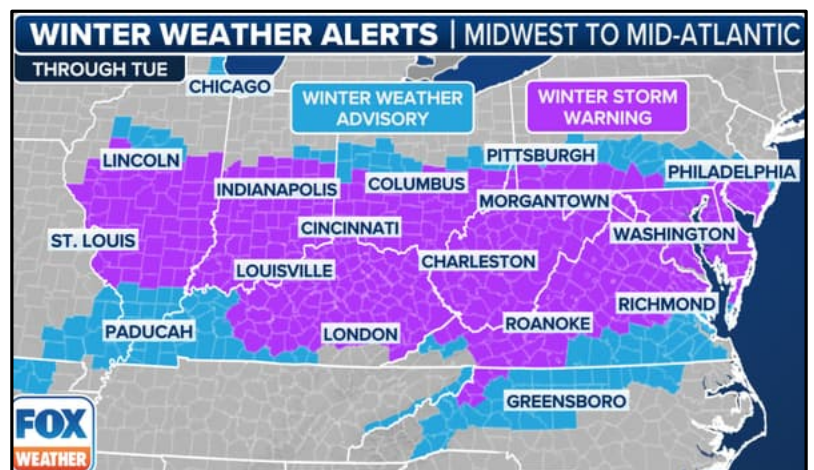 WINTER WEATHER ALERTS | MIDWEST TO MID-ATLANTIC
THROUGH TUE
CHICAGO
WINTER WEATHER
ADVISORY
WINTER STORM
WARNING
LINCOLN
PITTSBURGH
PHILADELPHIA
INDIANAPOLIS
COLUMBUS
MORGANTOWN
CINCINNATI
WASHINGTON
ST. LOUIS
LOUISVILLE
CHARLESTON
RICHMOND
PADUCAH
LONDON
ROANOKE
GREENSBORO
FOX
WEATHER